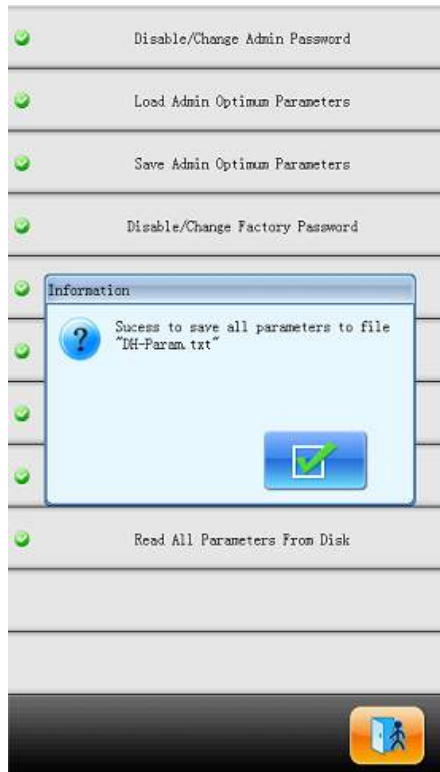 Disable/Change Admin Password
Load Admin Optimum Parameters
Save Admin Optimum Parameters
Disable/Change Factory Password
Information
Sucess to save all parameters to file
"DH-Param.txt"
Read All Parameters From Disk